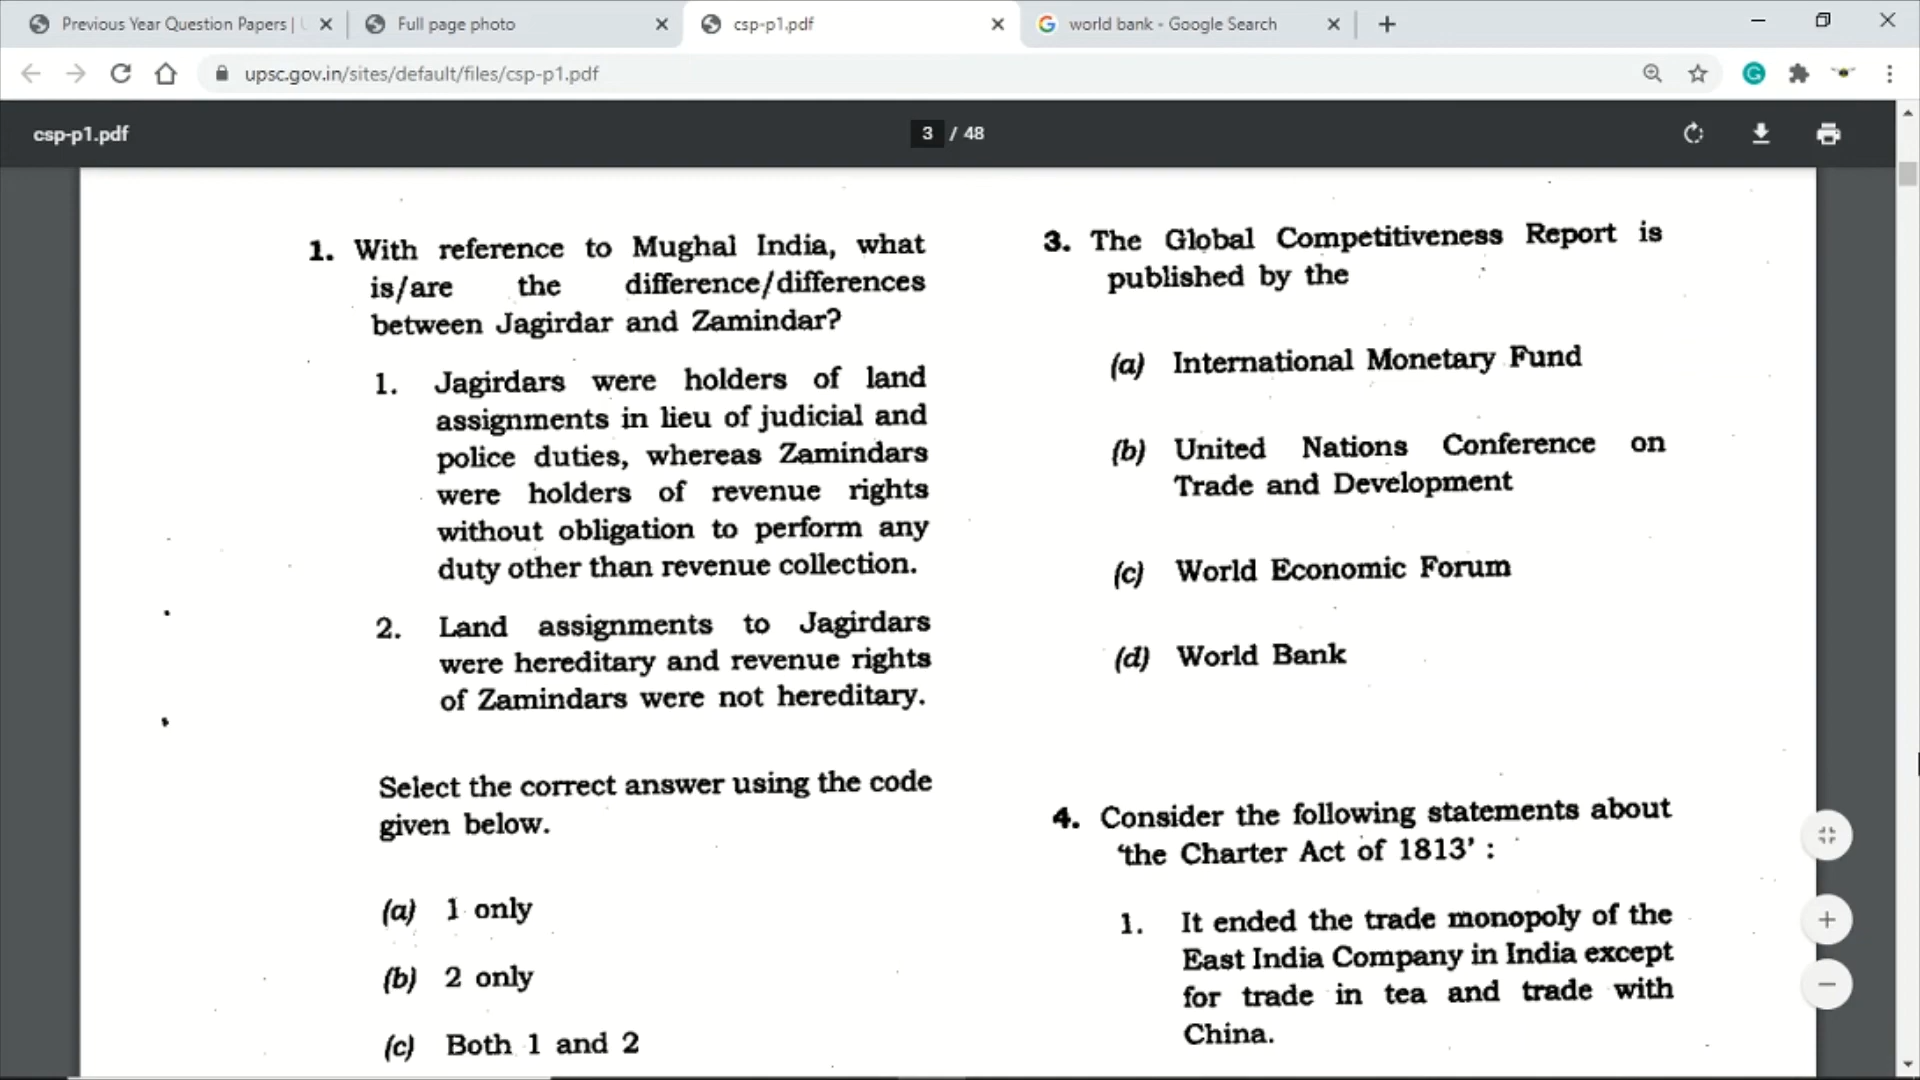 Previous Year Question Papers |
Full page photo
csp-p1.pdf
world bank - Google Search
upsc.gov.in/sites/default/files/csp-p1.pdf
csp-p1.pdf
3 / 48
1. With reference to Mughal India, what
is/are the difference/differences
between Jagirdar and Zamindar?
1. Jagirdars were holders of land
assignments in lieu of judicial and
police duties, whereas Zamindars
were holders of revenue rights
without obligation to perform any
duty other than revenue collection.
2. Land assignments to Jagirdars
were hereditary and revenue rights
of Zamindars were not hereditary.
Select the correct answer using the code
given below.
(a) 1 only
(b) 2 only
(c) Both 1 and 2
3. The Global Competitiveness Report is
published by the
(a) International Monetary Fund
(b) United Nations Conference on
Trade and Development
(c) World Economic Forum
(d) World Bank
4. Consider the following statements about
‘the Charter Act of 1813’ :
1. It ended the trade monopoly of the
East India Company in India except
for trade in tea and trade with
China.